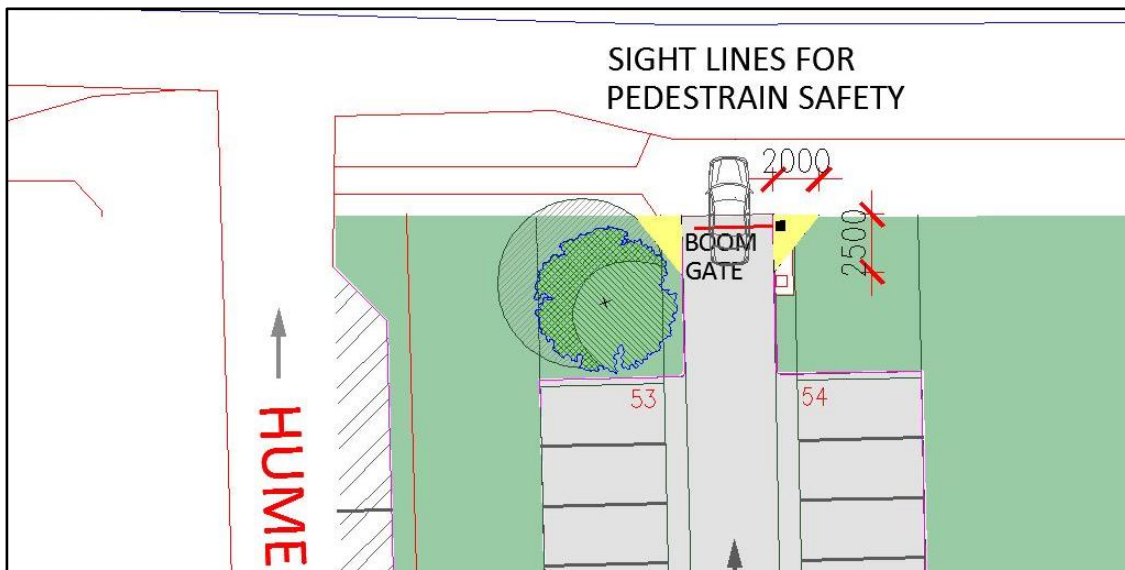 SIGHT LINES FOR
PEDESTRAIN SAFETY
2000
2500
BOOM
GATE
53
54
HUME